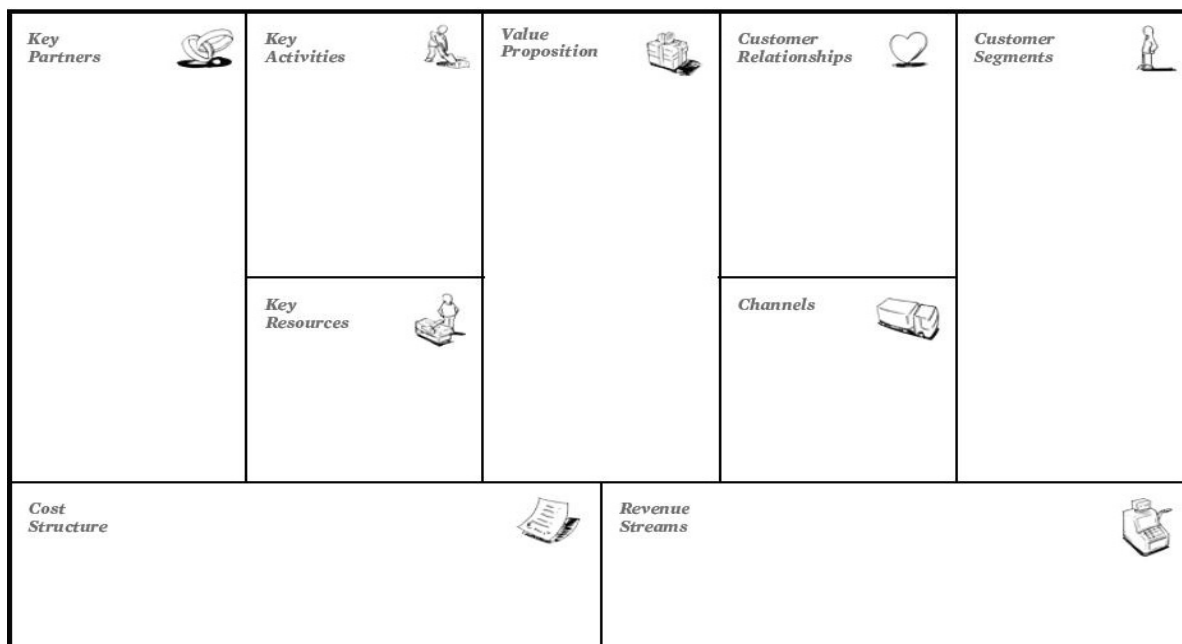 Key
Partners
Key
Activities
Value
Proposition
Customer
Relationships
Customer
Segments
Key
Resources
Channels
Cost
Structure
Revenue
Streams